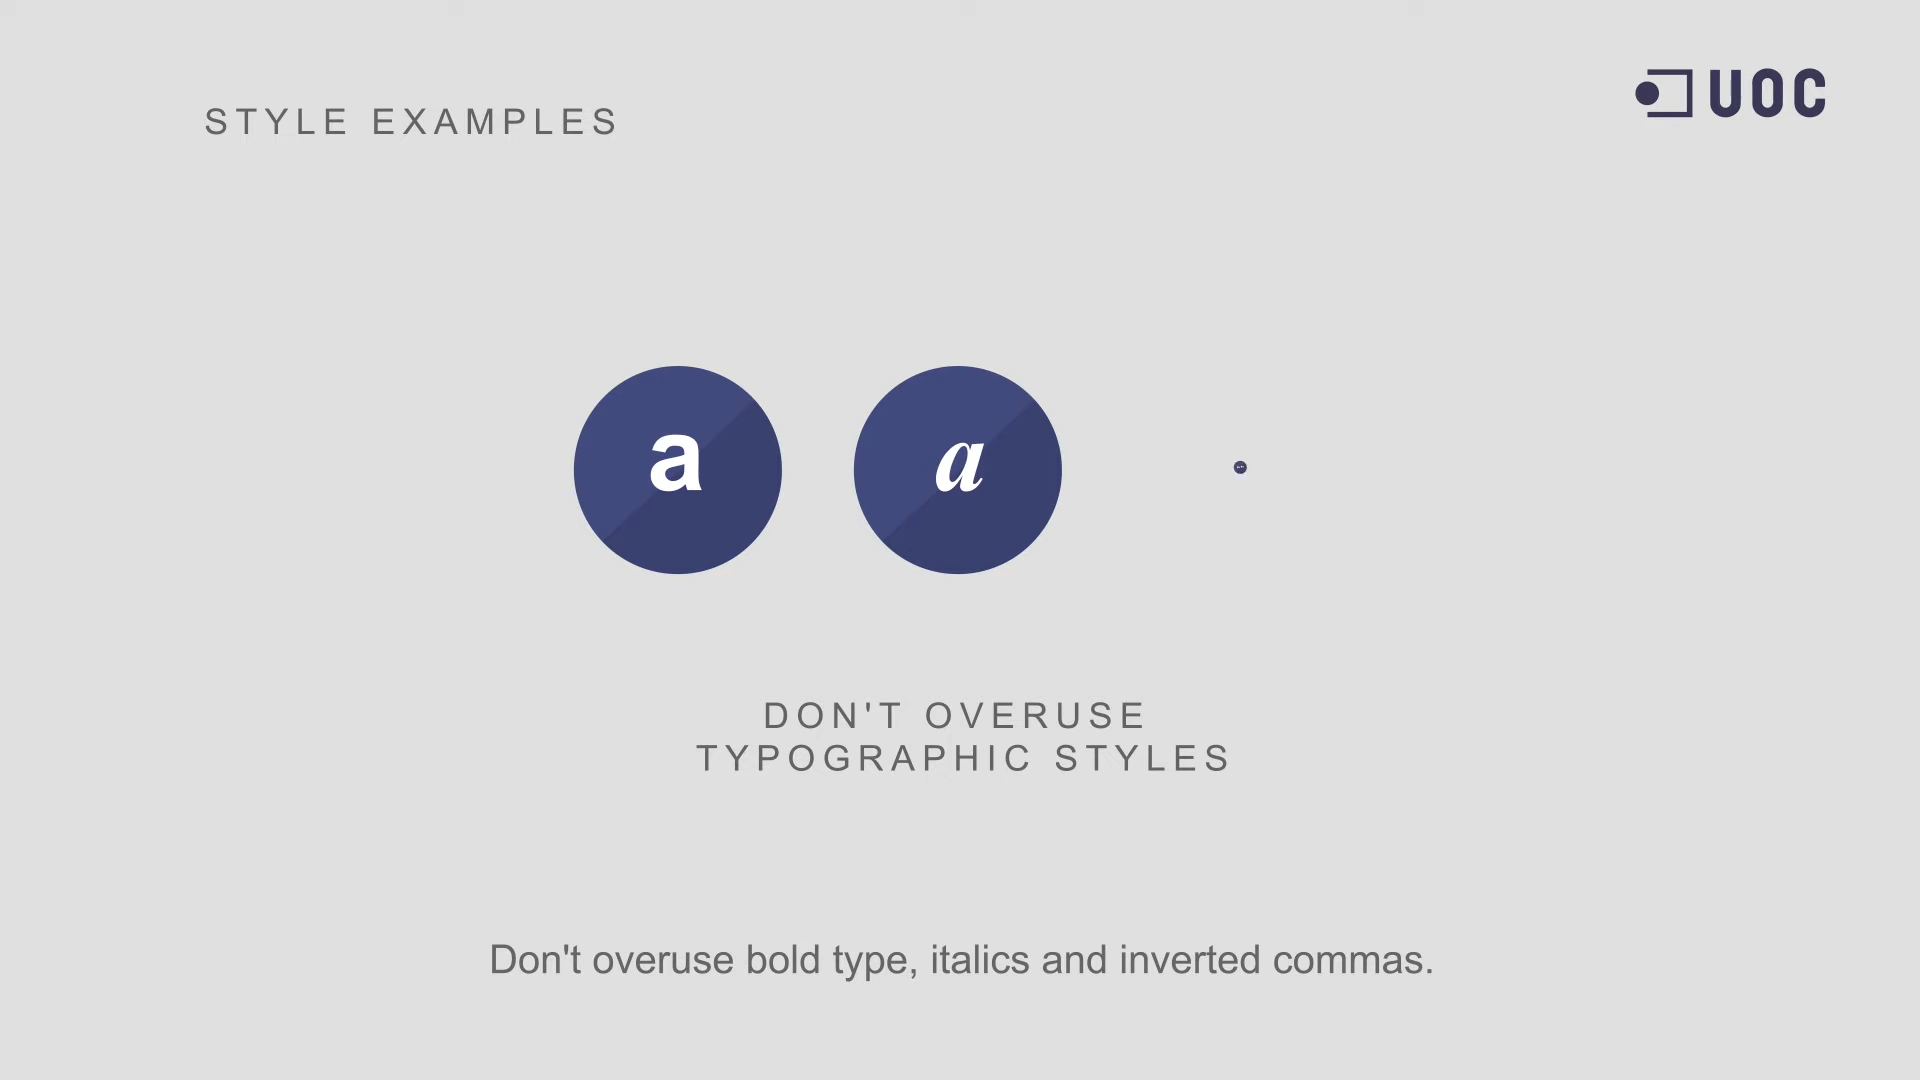 STYLE EXAMPLES
UOC
a
a
DON'T OVERUSE
TYPOGRAPHIC STYLES
Don't overuse bold type, italics and inverted commas.